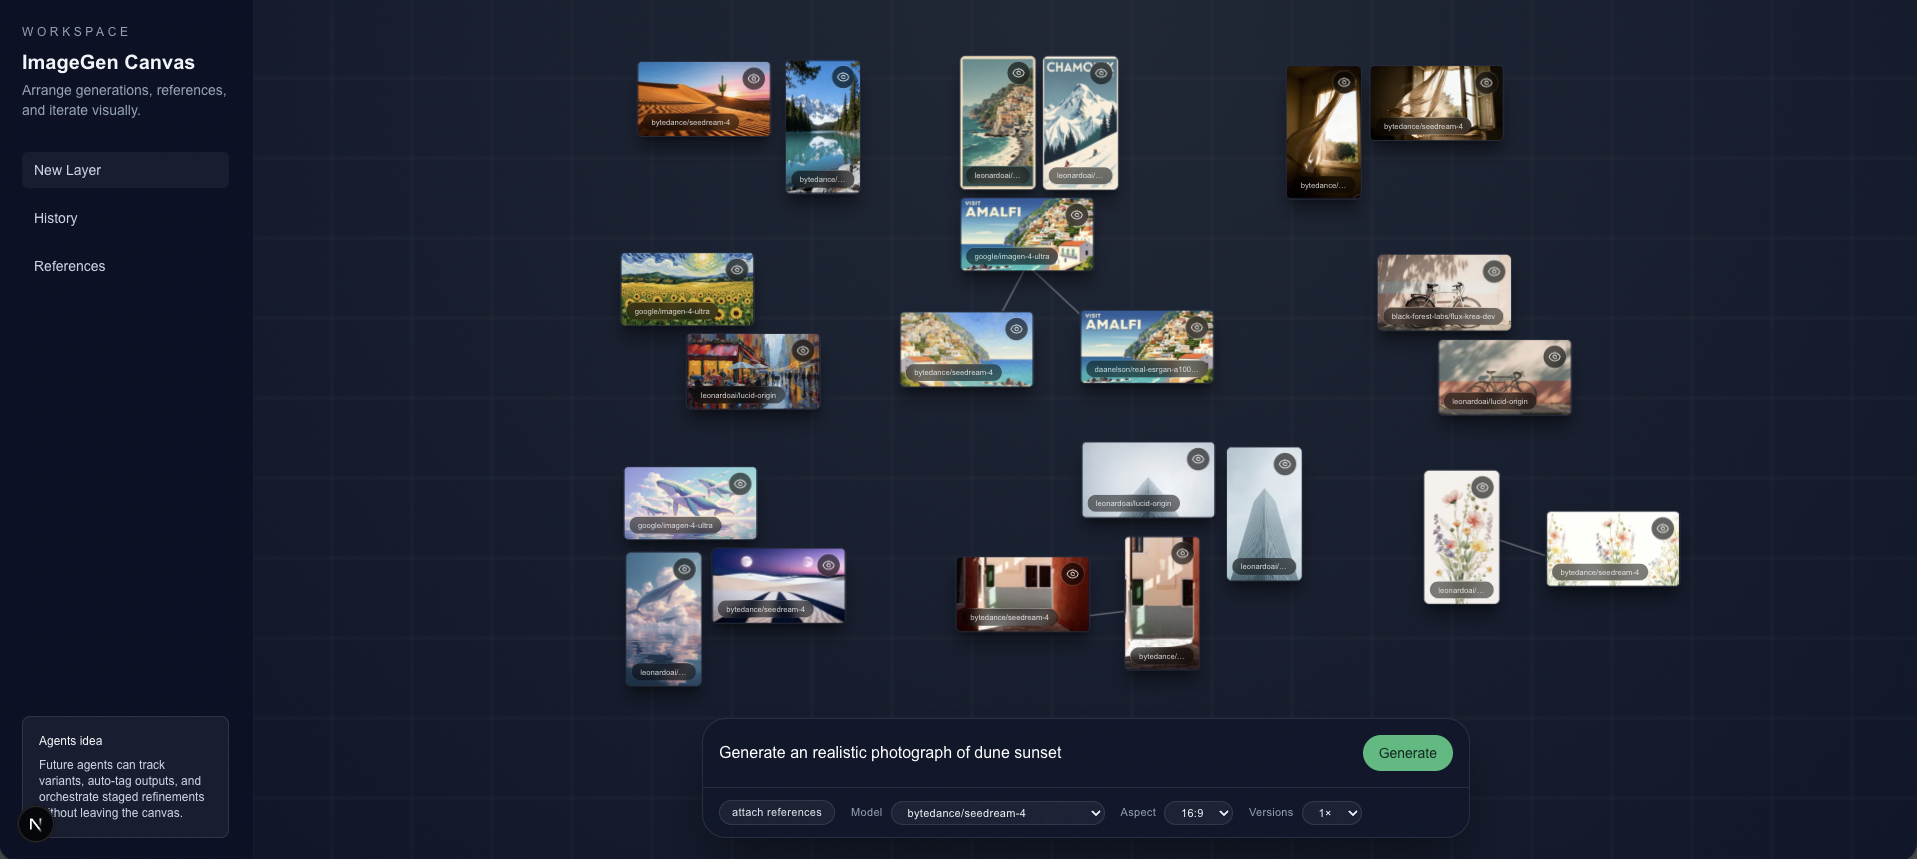 WORKSPACE
ImageGen Canvas
Arrange generations, references,
and iterate visually.
New Layer
History
References
bytedance/seedream-4
bytedance/...
leonardoai/...
CHAMO
leonardoai/...
bytedance/...
bytedance/seedream-4
VISIT
AMALFI
google/imagen-4-ultra
google/imagen-4-ultra
leonardoai/lucid-origin
bytedance/seedream-4
VISIT
AMALFI
daanelson/real-esrgan-a100...
black-forest-labs/flux-krea-dev
leonardoai/lucid-origin
google/imagen-4-ultra
leonardoai/...
bytedance/seedream-4
leonardoai/lucid-origin
leonardoai/...
bytedance/seedream-4
bytedance/...
leonardoai/...
bytedance/seedream-4
Agents idea
Future agents can track
variants, auto-tag outputs, and
orchestrate staged refinements
thout leaving the canvas.
N
Generate an realistic photograph of dune sunset
Generate
attach references
Model
bytedance/seedream-4
Aspect
16:9
Versions
1×